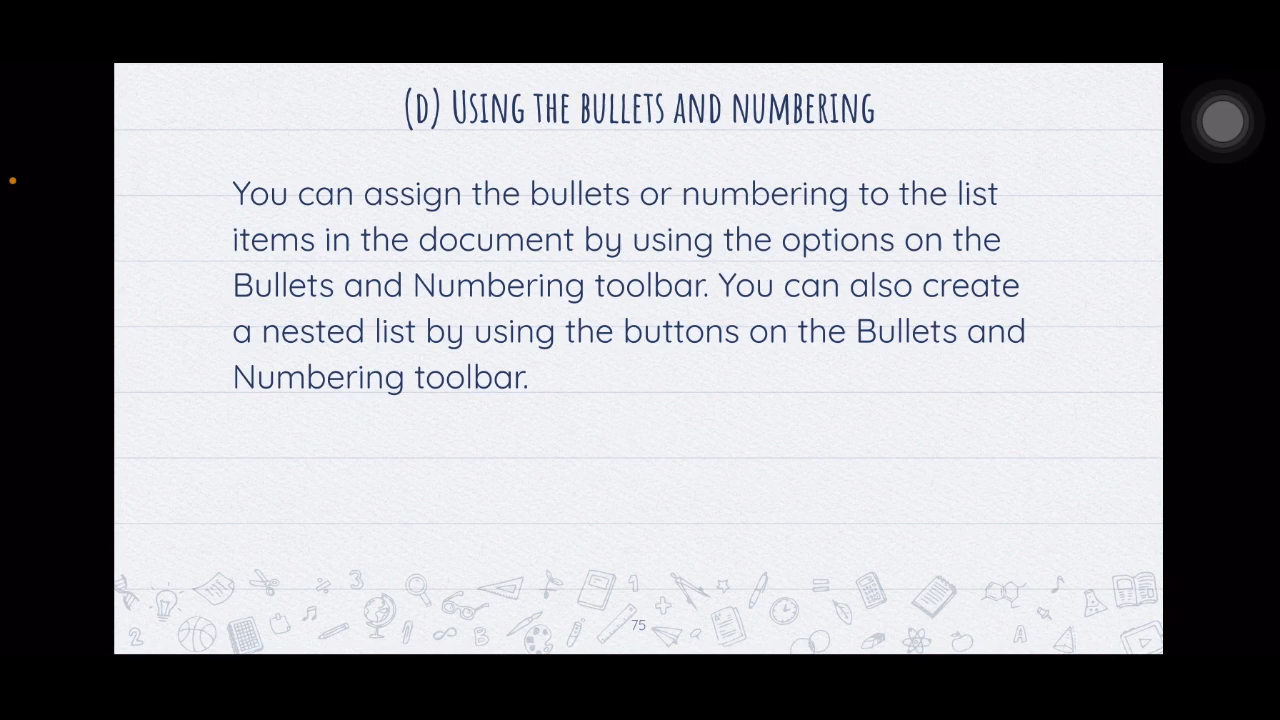 (D) USING THE BULLETS AND NUMBERING
You can assign the bullets or numbering to the list
items in the document by using the options on the
Bullets and Numbering toolbar. You can also create
a nested list by using the buttons on the Bullets and
Numbering toolbar.
75